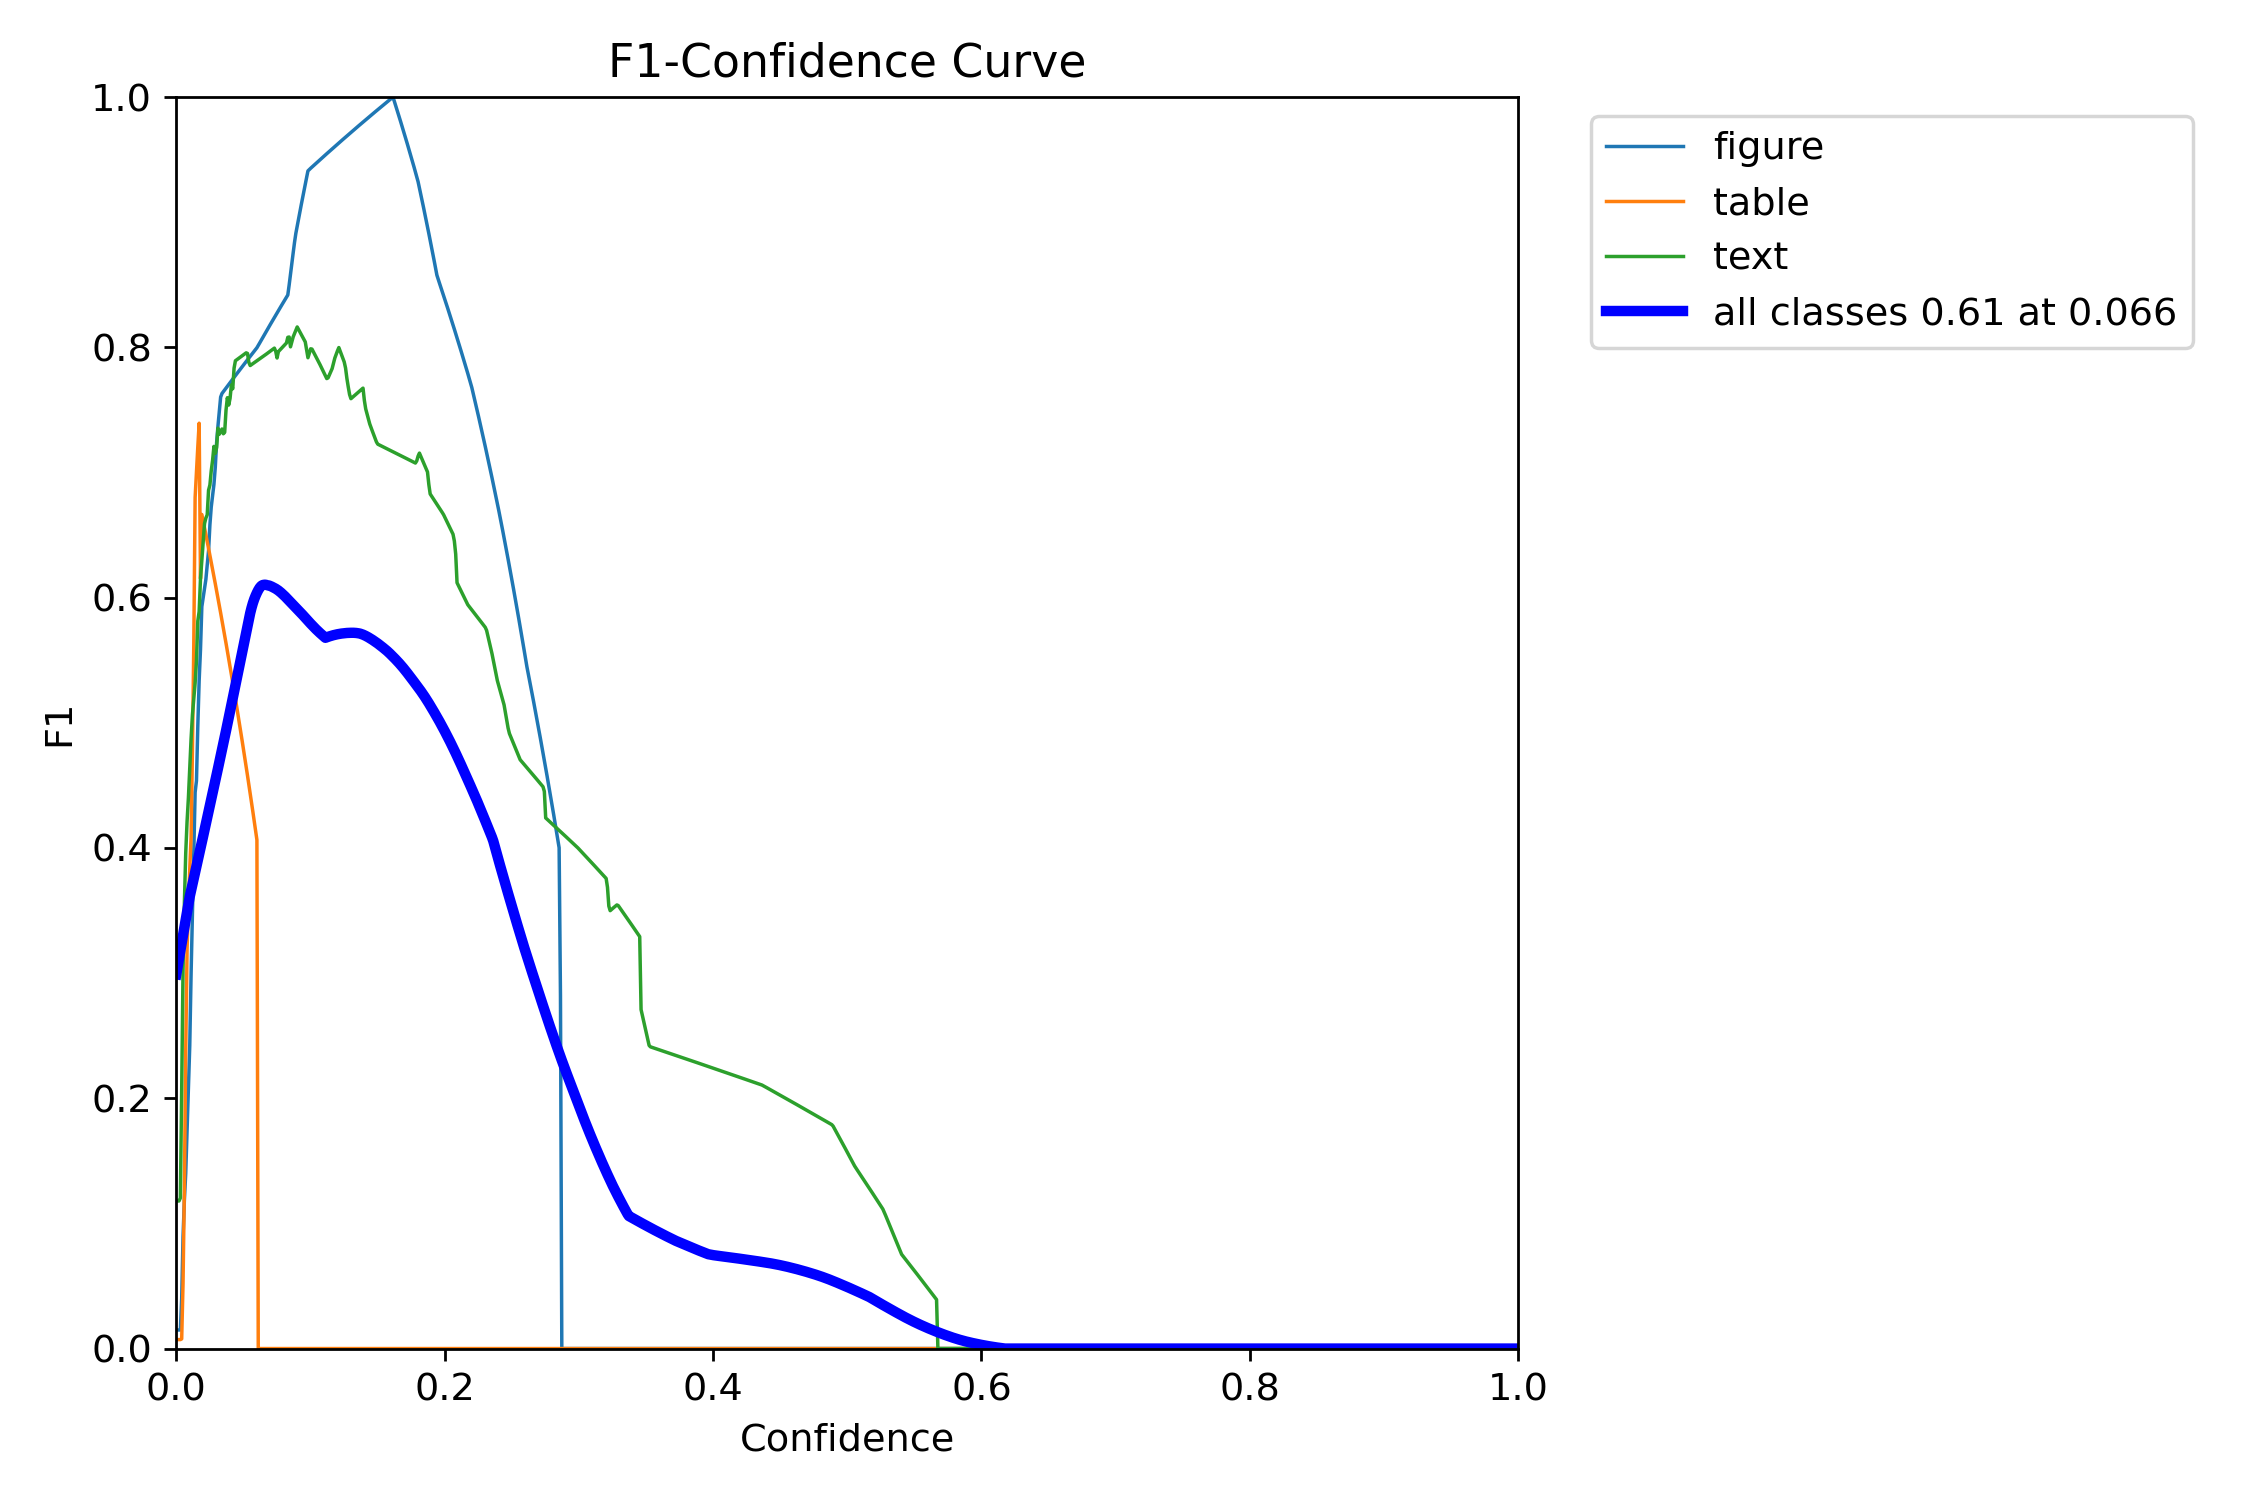 F1-Confidence Curve
1.0
0.8
0.6
0.4
0.2
0.0
F1
0.0 0.2 0.4 0.6 0.8 1.0
Confidence
figure
table
text
all classes 0.61 at 0.066